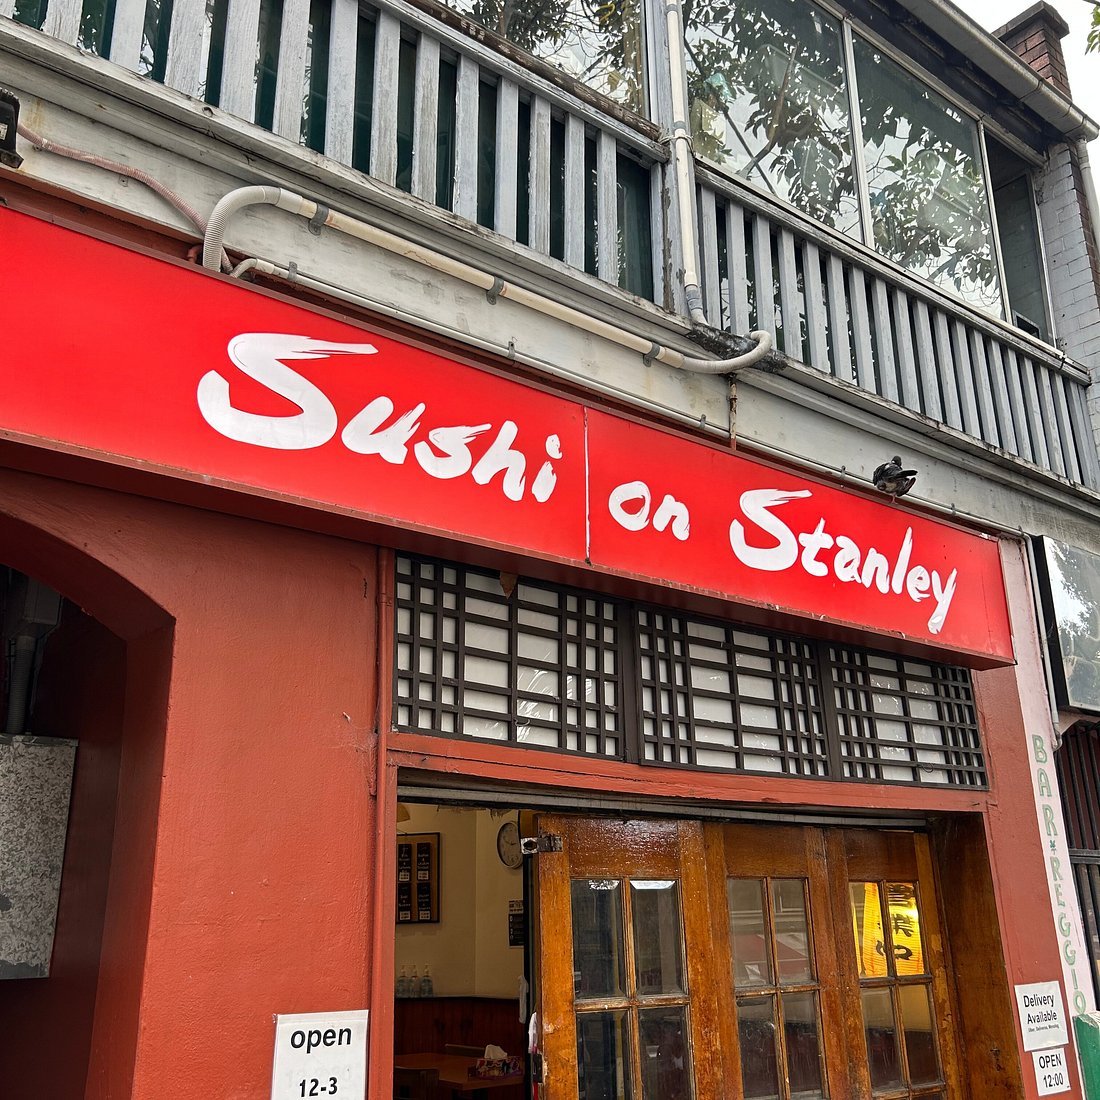 Sushi on Stanley
BAR REGGIO
open
12-3
Delivery
Available
OPEN
12:00